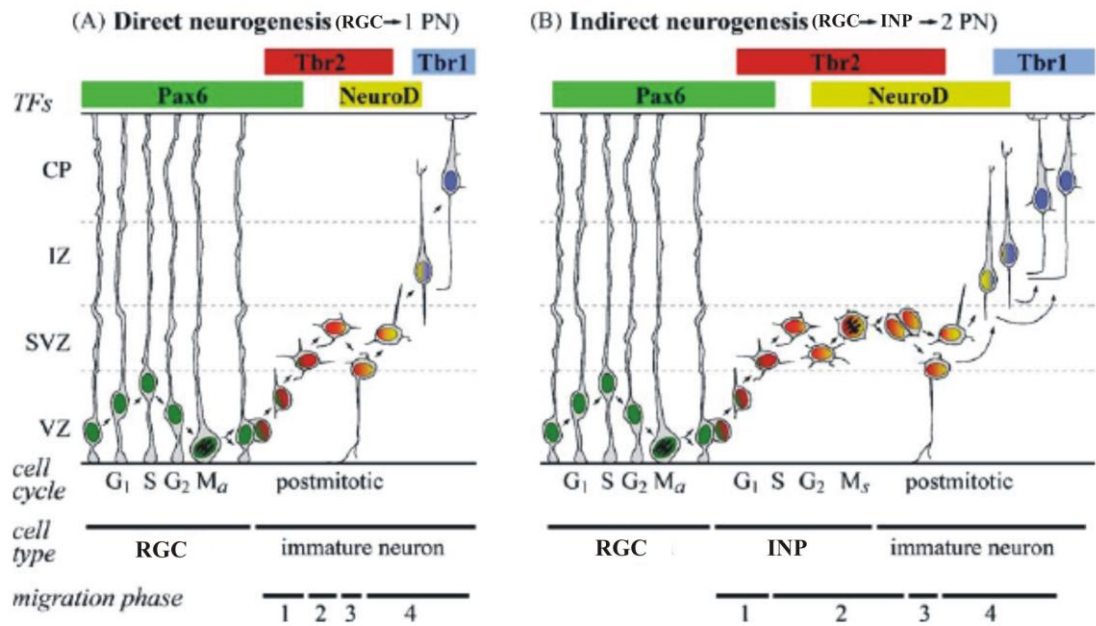 (A) Direct neurogenesis (RGC→1 PN)
(B) Indirect neurogenesis (RGC→INP →2 PN)
Tbr2 Tbr1
Tbr2 Tbr1
TFs
Pax6 NeuroD
Pax6 NeuroD
CP
IZ
SVZ
VZ
cell
cycle
G₁ S G₂ Mₐ postmitotic
G₁ S G₂ Mₐ G₁ S G₂ Mₛ postmitotic
cell
type
RGC immature neuron
RGC INP immature neuron
migration phase
1 2 3 4
1 2 3 4